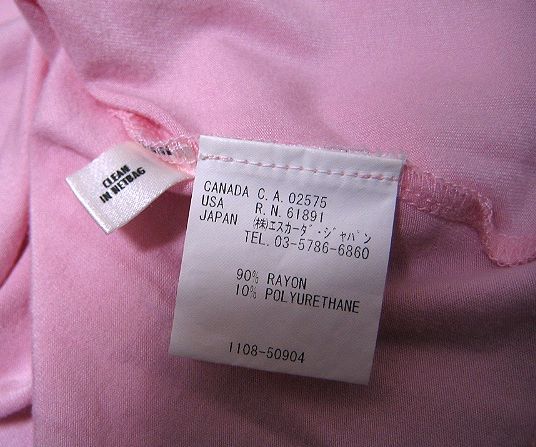 CLEAN
IN NETBAG
CANADA C. A. 02575
USA R. N. 61891
JAPAN ㈱エスカーダ・ジャパン
TEL. 03-5786-6860
90% RAYON
10% POLYURETHANE
1108-50904